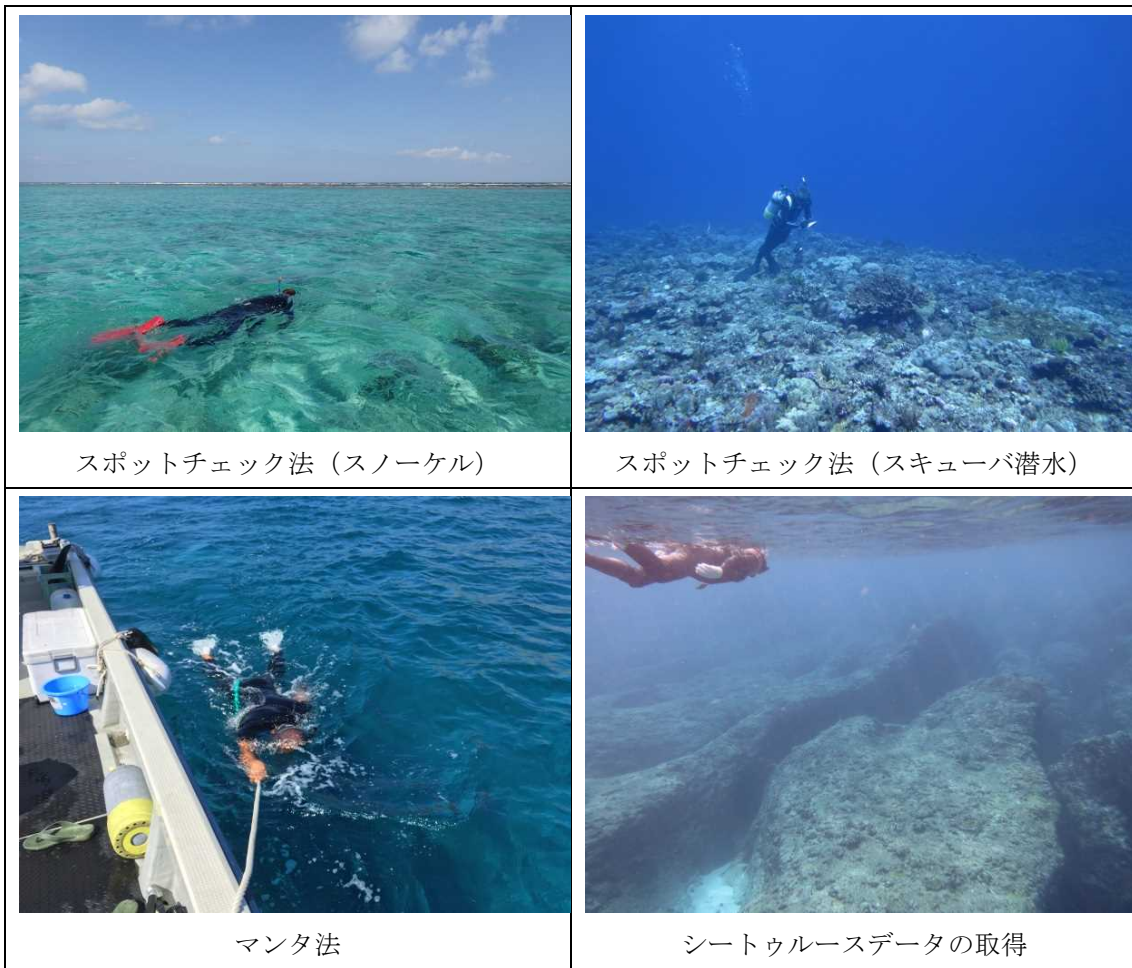 スポットチェック法（スノーケル）
スポットチェック法（スキューバ潜水）
マンタ法
シートゥルースデータの取得